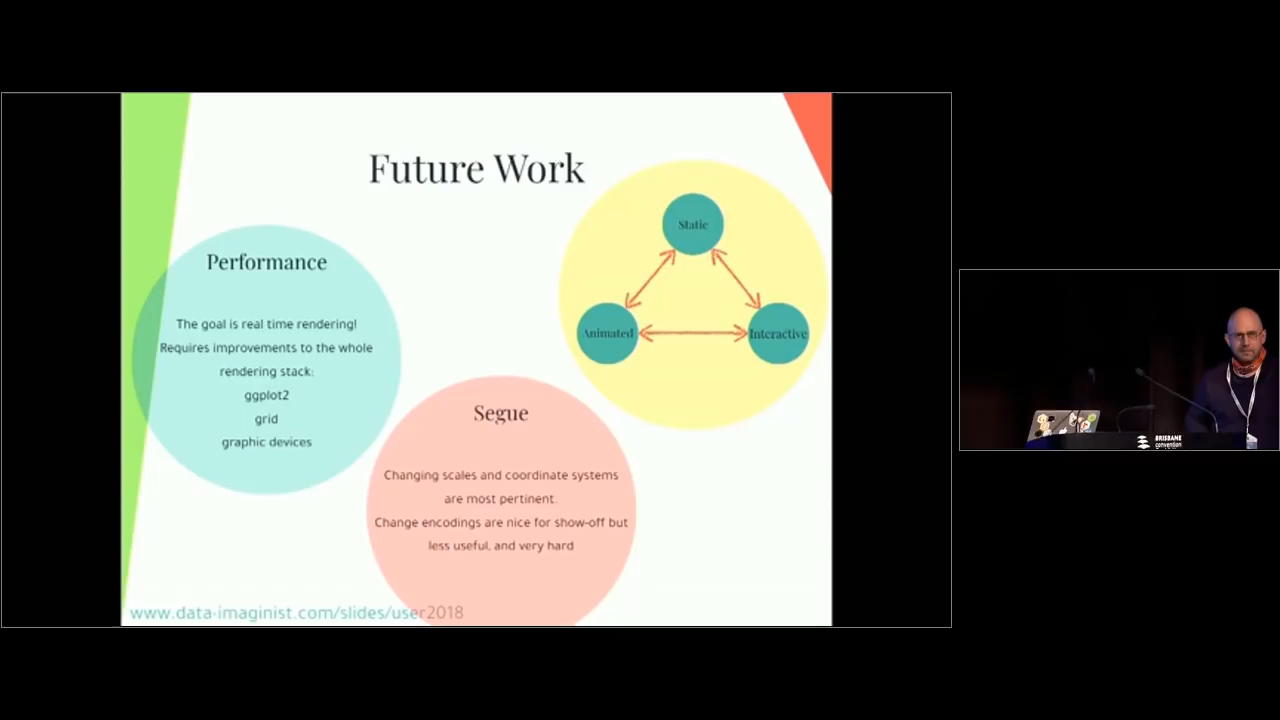 Future Work
Performance
The goal is real time rendering!
Requires improvements to the whole
rendering stack:
ggplot2
grid
graphic devices
Static
Animated
Interactive
Segue
Changing scales and coordinate systems
are most pertinent.
Change encodings are nice for show-off but
less useful, and very hard
www.data-imaginist.com/slides/user2018
BRISBANE
convention